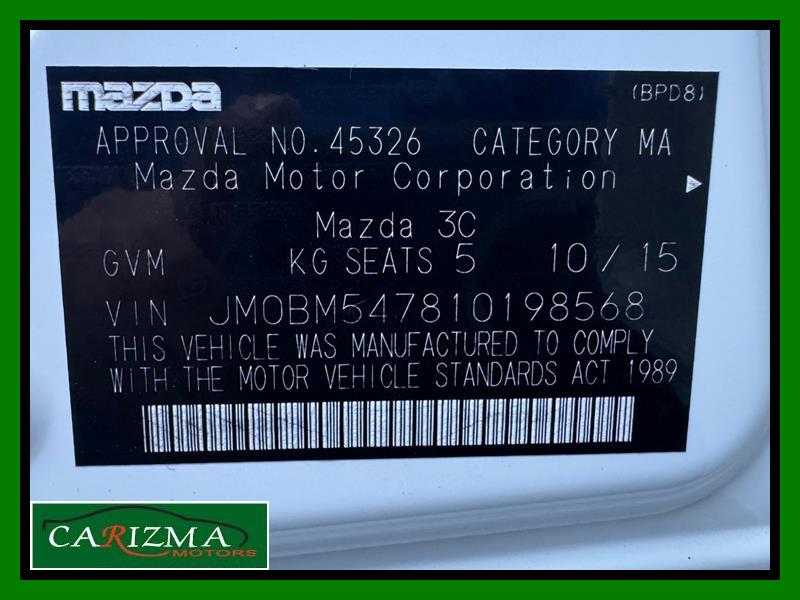 mazda (BPD8)
APPROVAL NO.45326 CATEGORY MA
Mazda Motor Corporation
Mazda 3C
GVM KG SEATS 5 10/15
VIN JM0BM547810198568
THIS VEHICLE WAS MANUFACTURED TO COMPLY
WITH THE MOTOR VEHICLE STANDARDS ACT 1989
CARIZMA
MOTORS